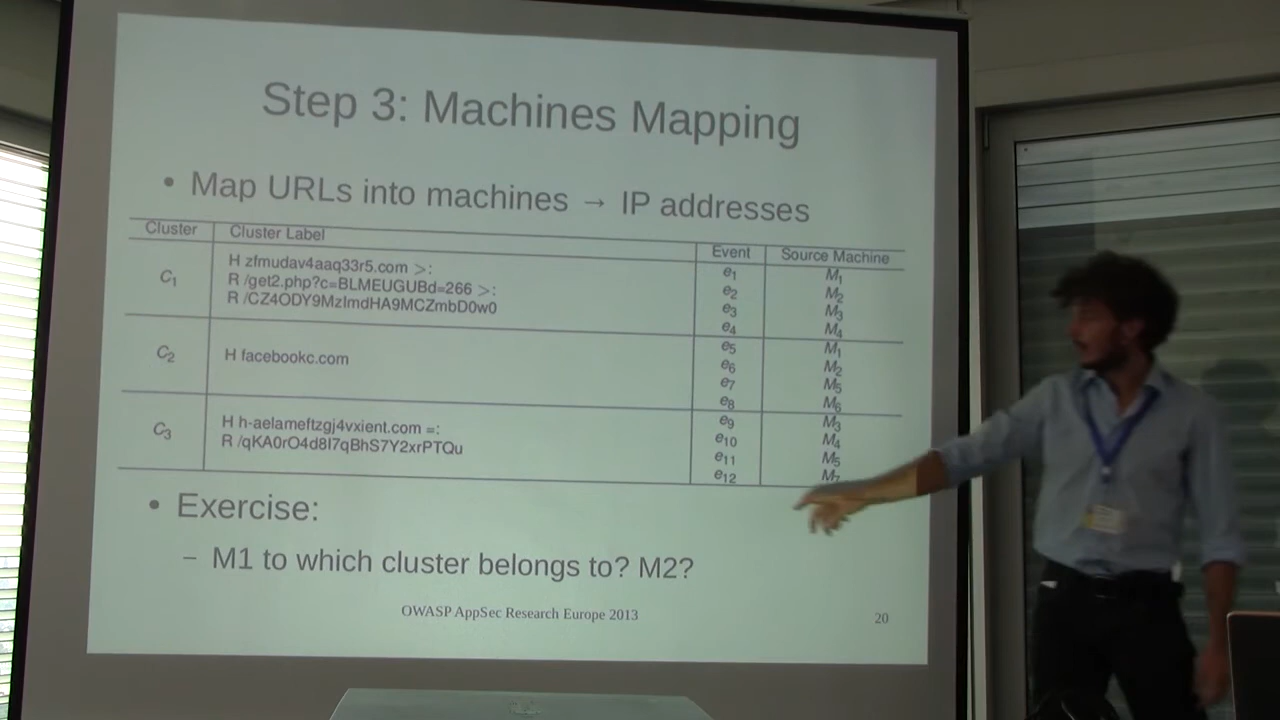 Step 3: Machines Mapping
• Map URLs into machines → IP addresses
Cluster Cluster Label Event Source Machine
C1
H zfmudav4aaq33r5.com >:
R /get2.php?c=BLMEUGUBd=266 >:
R /CZ4ODY9MzImdHA9MCZmbD0w0
e1 M1
e2 M2
e3 M3
e4 M4
C2
H facebookc.com
e5 M1
e6 M2
e7 M5
e8 M6
C3
H h-aelameftzgj4vxient.com =:
R /qKA0rO4d8I7qBhS7Y2xrPTQu
e9 M3
e10 M4
e11 M5
e12 M7
• Exercise:
– M1 to which cluster belongs to? M2?
OWASP AppSec Research Europe 2013 20